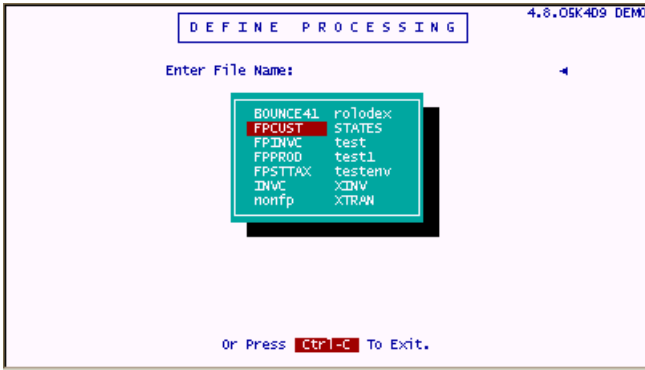 4.8.05K4D9 DEMO
DEFINE PROCESSING
Enter File Name:
BOUNCE41 rolodex
FPCUST STATES
FPINVC test
FPPROD test1
FPSTTAX testenv
INVC XINV
nonfp XTRAN
Or Press Ctrl-C To Exit.